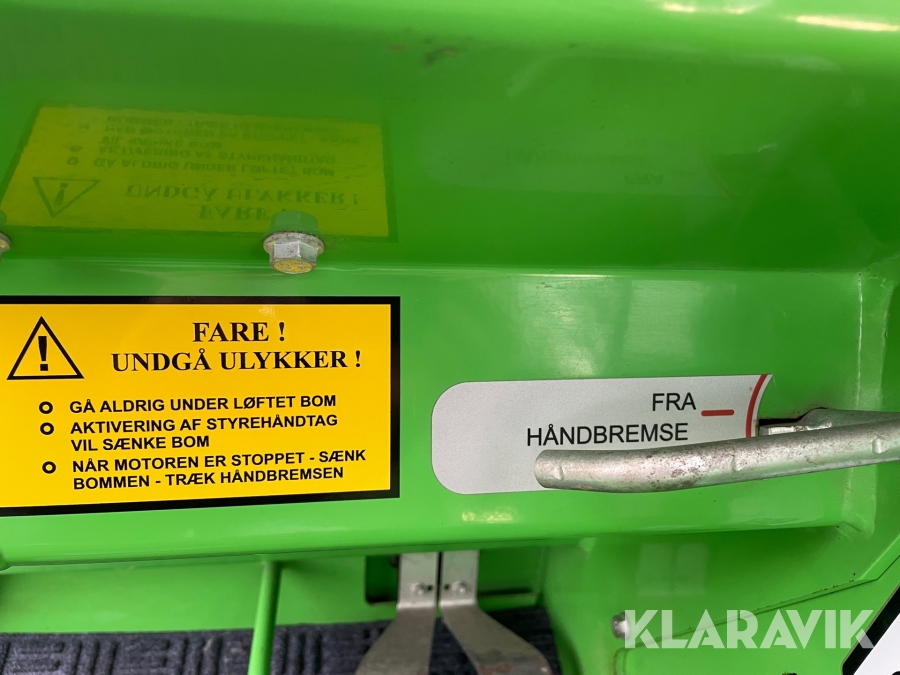 FARE !
UNDGÅ ULYKKER !
GÅ ALDRIG UNDER LØFTET BOM
AKTIVERING AF STYREHÅNDTAG
VIL SÆNKE BOM
NÅR MOTOREN ER STOPPET - SÆNK
BOMMEN - TRÆK HÅNDBREMSEN
FRA
HÅNDBREMSE
KLARAVIK